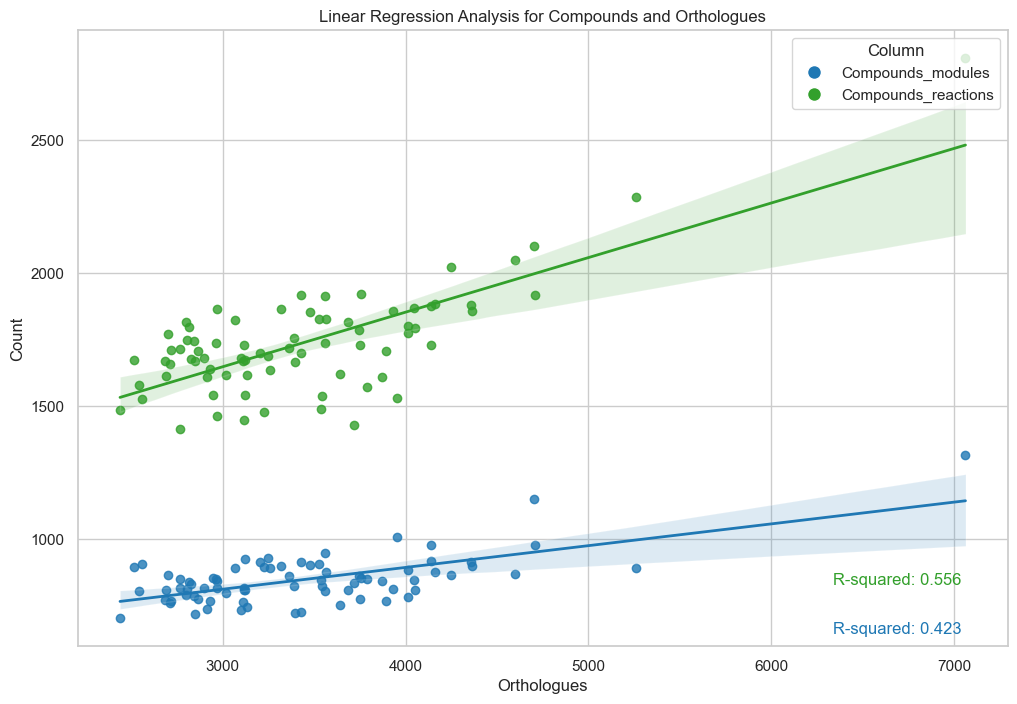 Linear Regression Analysis for Compounds and Orthologues
Column
Compounds_modules
Compounds_reactions
2500
2000
1500
1000
Count
R-squared: 0.556
R-squared: 0.423
3000 4000 5000 6000 7000
Orthologues